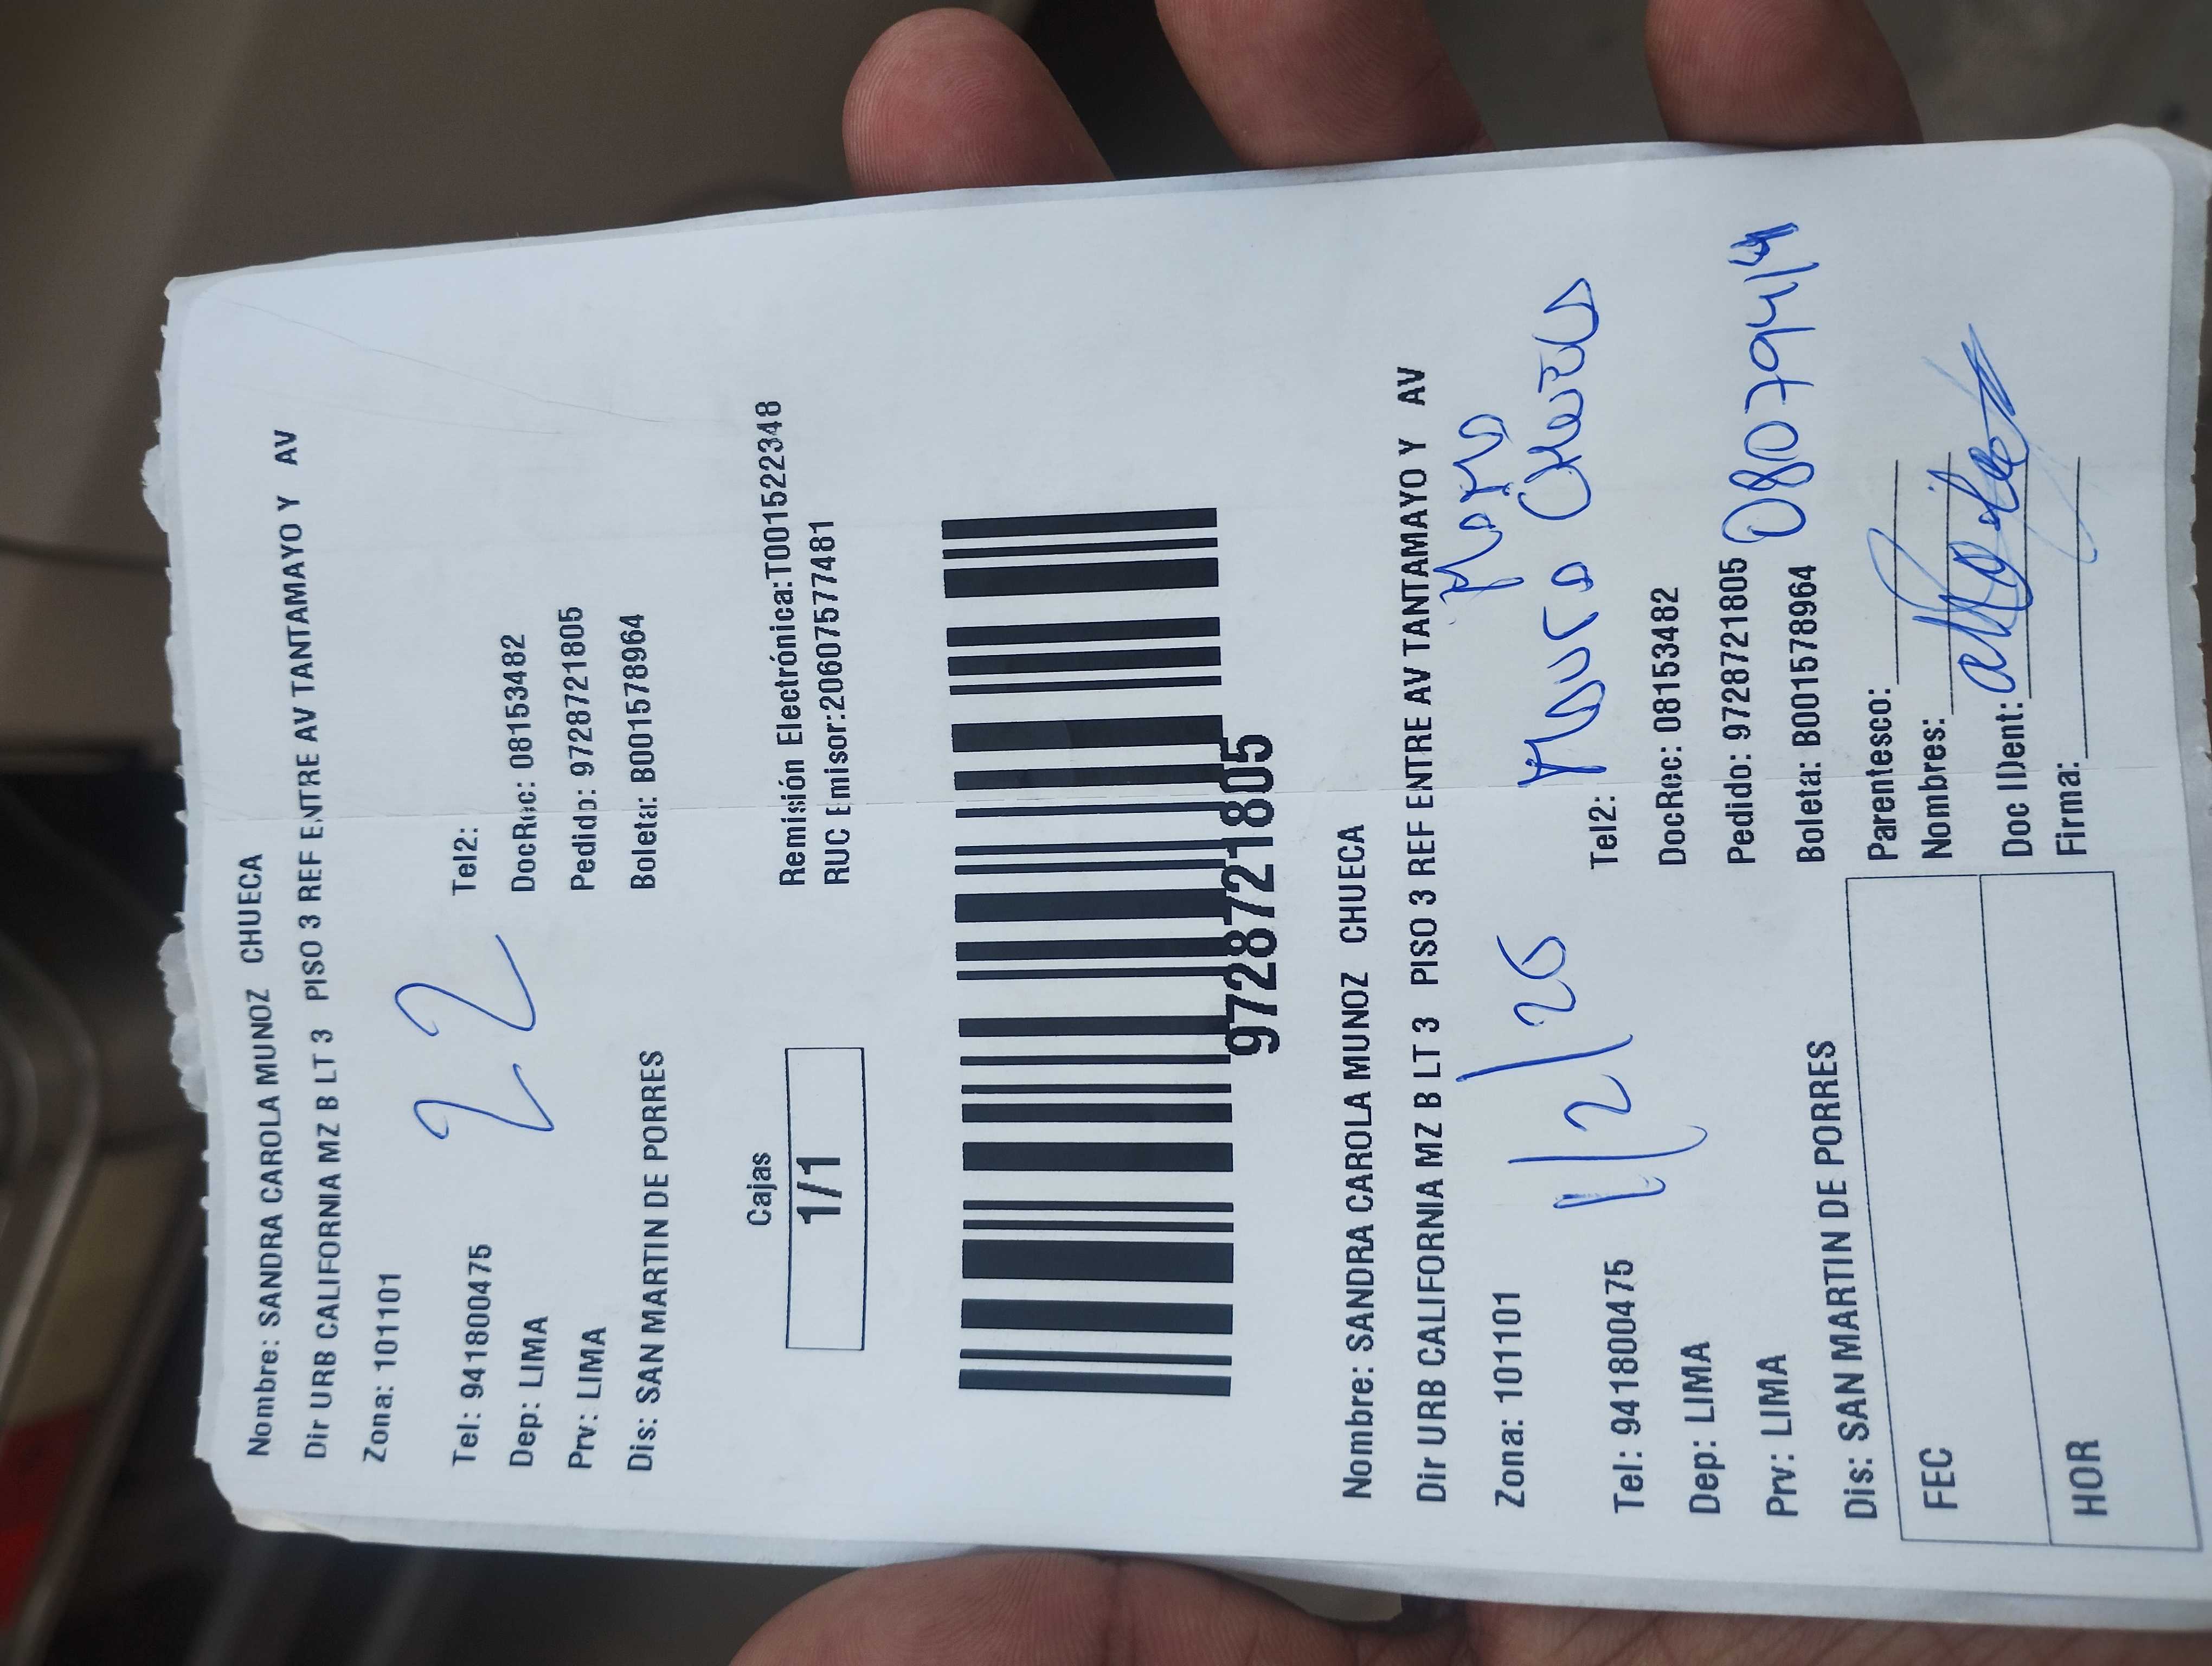 Nombre: SANDRA CAROLA MUNOZ CHUECA
Dir URB CALIFORNIA MZ B LT 3 PISO 3 REF ENTRE AV TANTAMAYO Y AV
Zona: 101101
22
Tel: 941800475 Tel2:
Dep: LIMA DocRec: 08153482
Prv: LIMA Pedido: 972872​1805
Dis: SAN MARTIN DE PORRES Boleta: B001578964
Cajas
1/1
Remisión Electrónica:T001522348
RUC Emisor:20607577481
9728721805
Nombre: SANDRA CAROLA MUNOZ CHUECA
Dir URB CALIFORNIA MZ B LT 3 PISO 3 REF ENTRE AV TANTAMAYO Y AV
Zona: 101101
1/2/26
Chueca
Tel: 941800475 Tel2:
Dep: LIMA DocRec: 08153482
Prv: LIMA Pedido: 9728721805
Dis: SAN MARTIN DE PORRES Boleta: B001578964
Parentesco:
FEC Nombres:
Doc IDent:
HOR Firma: